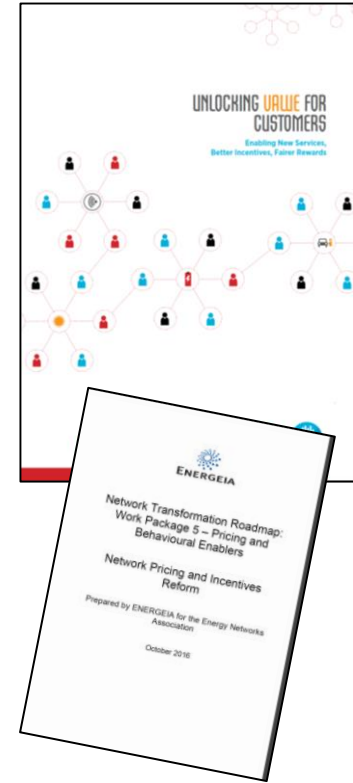 UNLOCKING VALUE FOR
CUSTOMERS
Enabling New Services,
Better Incentives, Fairer Rewards
ENERGEIA
Network Transformation Roadmap:
Work Package 5 – Pricing and
Behavioural Enablers
Network Pricing and Incentives
Reform
Prepared by ENERGEIA for the Energy Networks
Association
October 2016